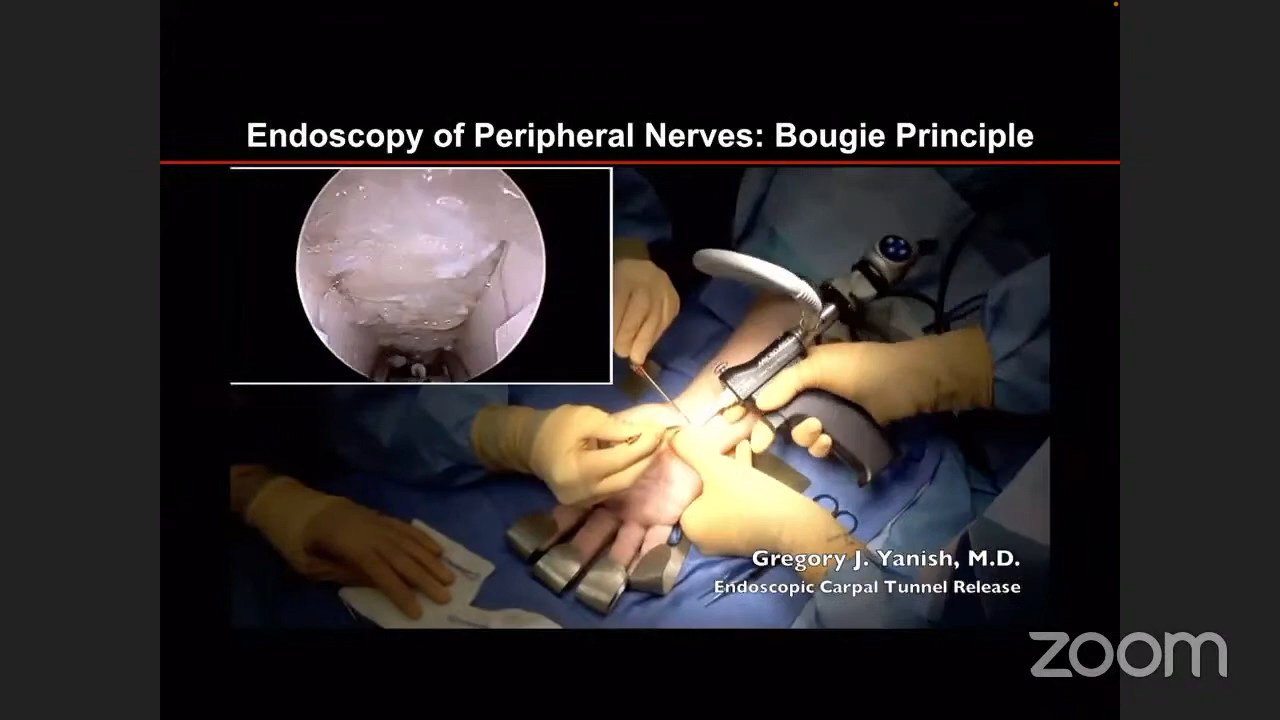 Endoscopy of Peripheral Nerves: Bougie Principle
Gregory J. Yanish, M.D.
Endoscopic Carpal Tunnel Release
zoom